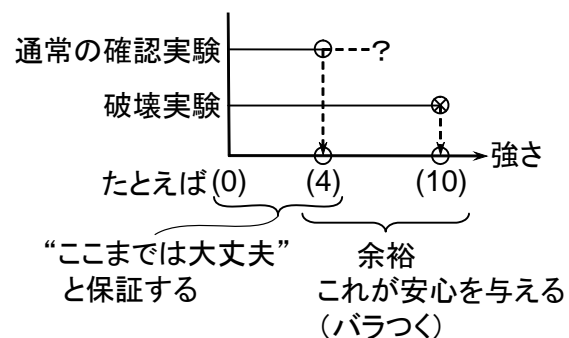 通常の確認実験
?
破壊実験
強さ
たとえば(0) (4) (10)
“ここまでは大丈夫”
と保証する
余裕
これが安心を与える
(バラつく)